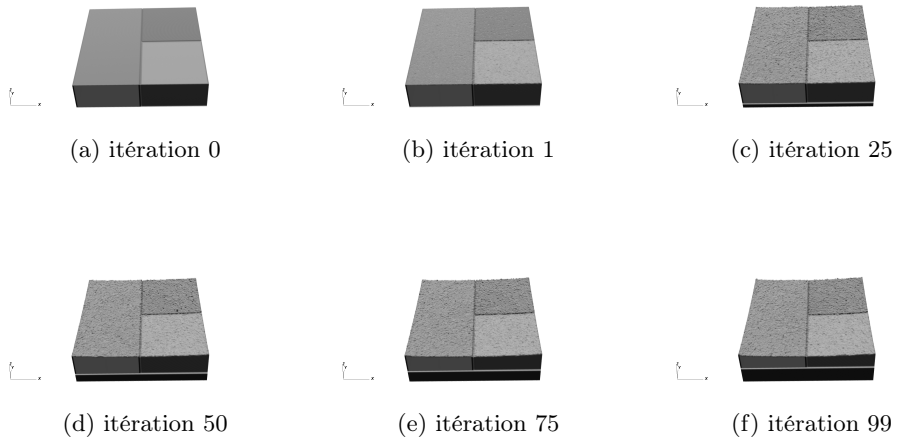 (a) itération 0
(b) itération 1
(c) itération 25
(d) itération 50
(e) itération 75
(f) itération 99